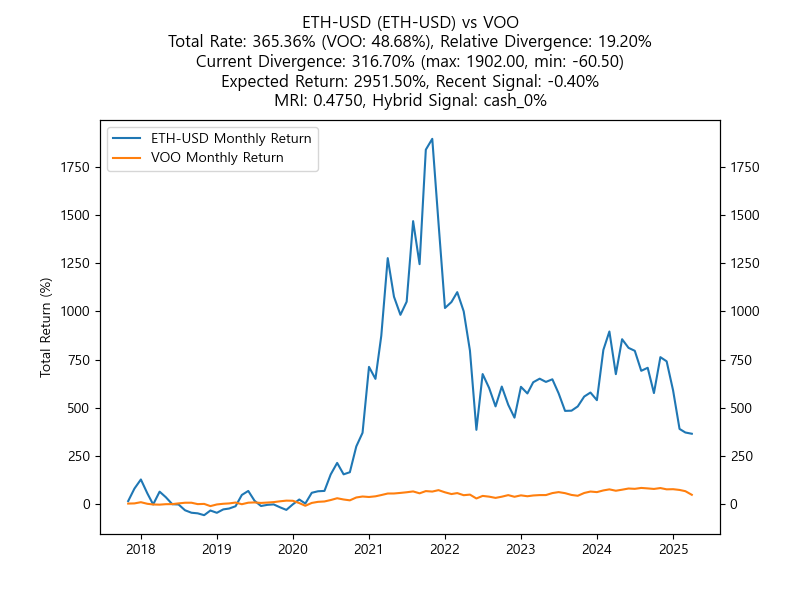 ETH-USD (ETH-USD) vs VOO
Total Rate: 365.36% (VOO: 48.68%), Relative Divergence: 19.20%
Current Divergence: 316.70% (max: 1902.00, min: -60.50)
Expected Return: 2951.50%, Recent Signal: -0.40%
MRI: 0.4750, Hybrid Signal: cash_0%
ETH-USD Monthly Return
VOO Monthly Return
Total Return (%)
1750 1750
1500 1500
1250 1250
1000 1000
750 750
500 500
250 250
0 0
2018 2019 2020 2021 2022 2023 2024 2025